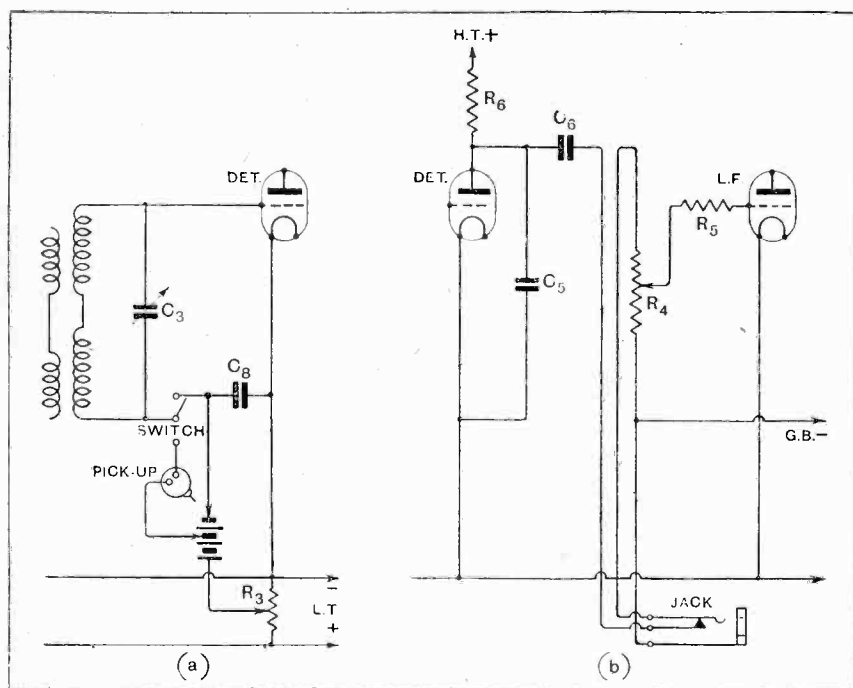 H.T.+
R6
C6
DET.
DET.
L.F.
R5
C3
C5
R4
C8
SWITCH
G.B.−
PICK-UP
R3
−
L.T
+
JACK
(a)
(b)